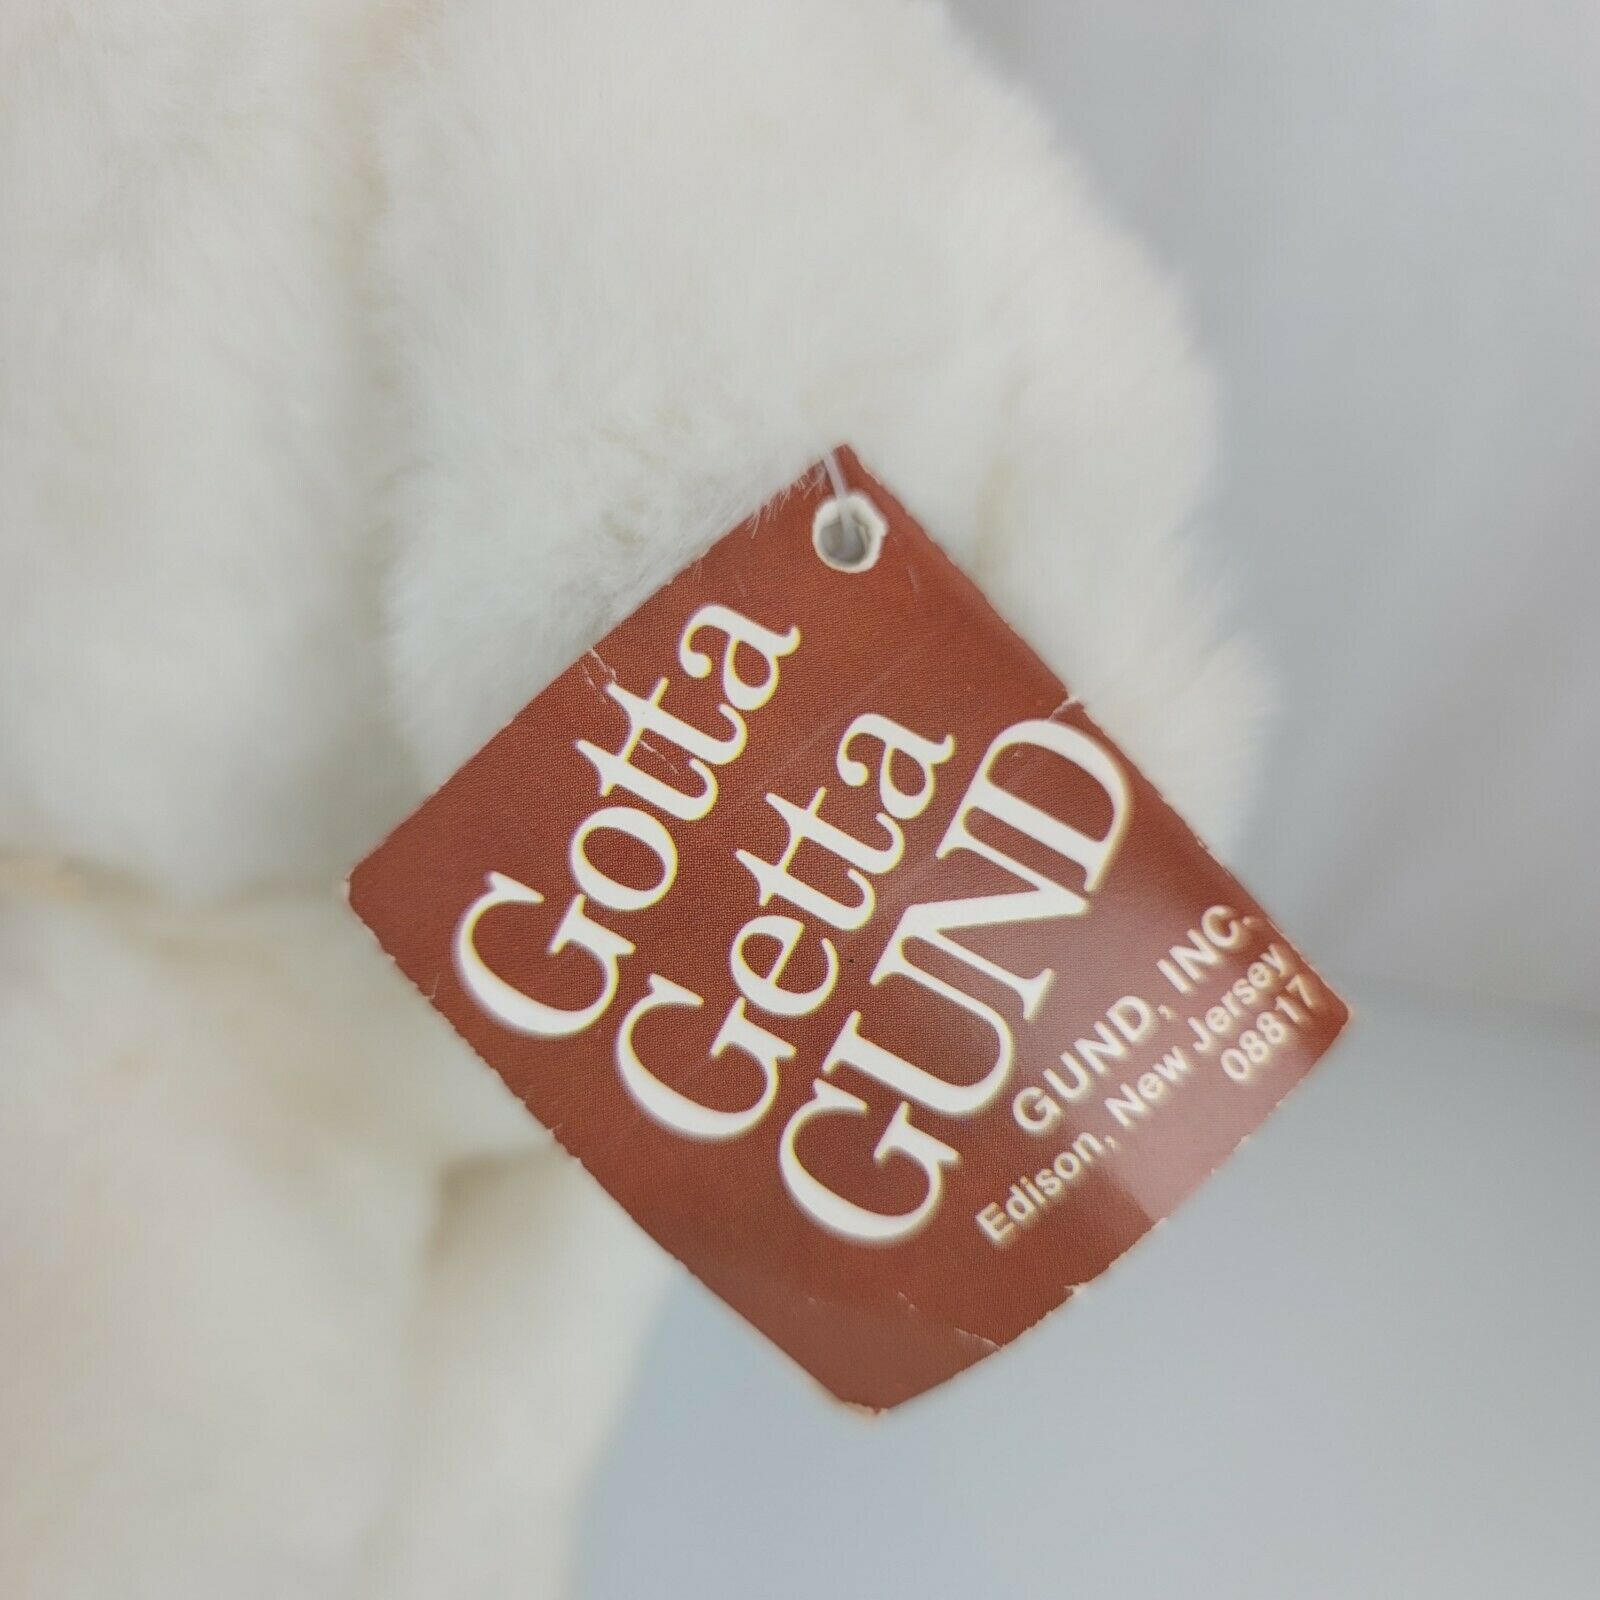 Gotta
Getta
GUND
GUND, INC.
Edison, New Jersey
08817